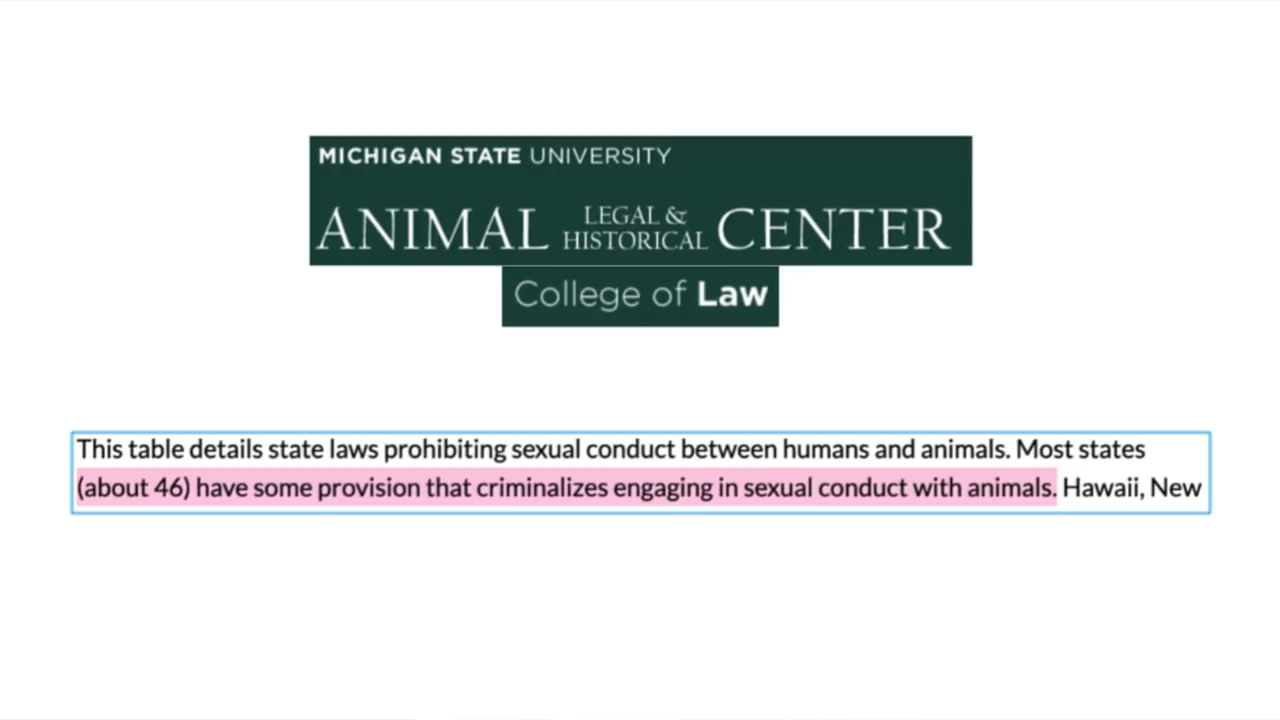 MICHIGAN STATE UNIVERSITY
ANIMAL LEGAL & HISTORICAL CENTER
College of Law
This table details state laws prohibiting sexual conduct between humans and animals. Most states
(about 46) have some provision that criminalizes engaging in sexual conduct with animals. Hawaii, New